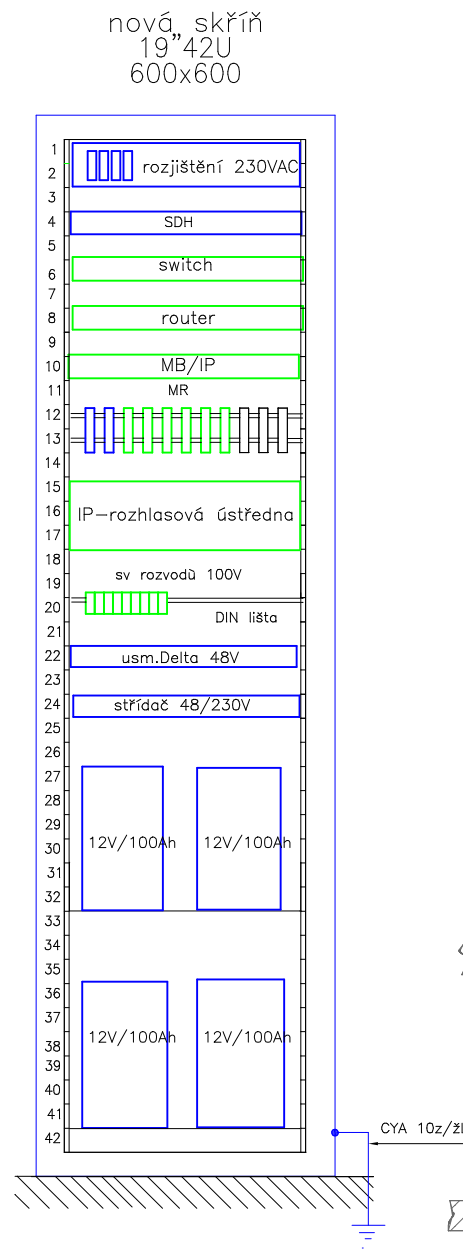 nová skříň
19”42U
600x600
1
rozjištění 230VAC
2
3
4
SDH
5
switch
6
7
8
router
9
10
MB/IP
11
MR
12
13
14
15
16
IP-rozhlasová ústředna
17
18
19
sv rozvodů 100V
20
DIN lišta
21
22
usm.Delta 48V
23
24
střídač 48/230V
25
26
27
28
29
12V/100Ah 12V/100Ah
30
31
32
33
34
35
36
37
12V/100Ah 12V/100Ah
38
39
40
41
CYA 10z/žl
42